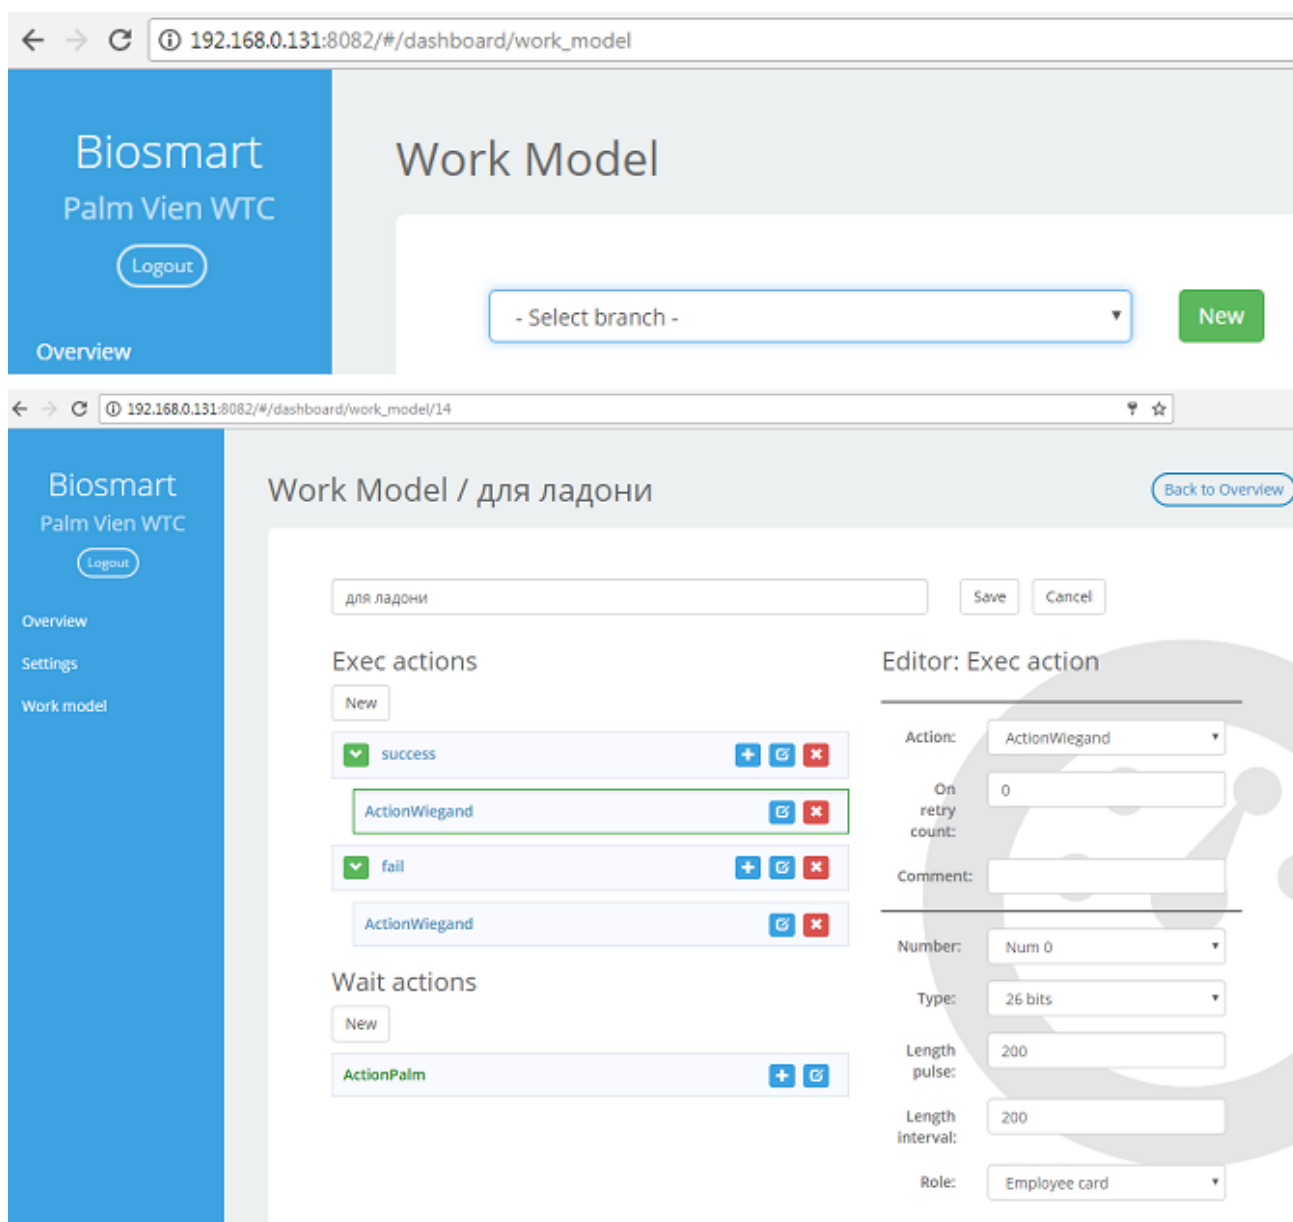 192.168.0.131:8082/#/dashboard/work_model
Biosmart
Palm Vien WTC
Logout
Overview
Work Model
- Select branch -
New
192.168.0.131:8082/#/dashboard/work_model/14
Biosmart
Palm Vien WTC
Logout
Overview
Settings
Work model
Work Model / для ладони
Back to Overview
для ладони
Save
Cancel
Exec actions
New
success
ActionWiegand
fail
ActionWiegand
Wait actions
New
ActionPalm
Editor: Exec action
Action: ActionWiegand
On
retry
count:
0
Comment:
Number: Num 0
Type: 26 bits
Length
pulse:
200
Length
interval:
200
Role: Employee card